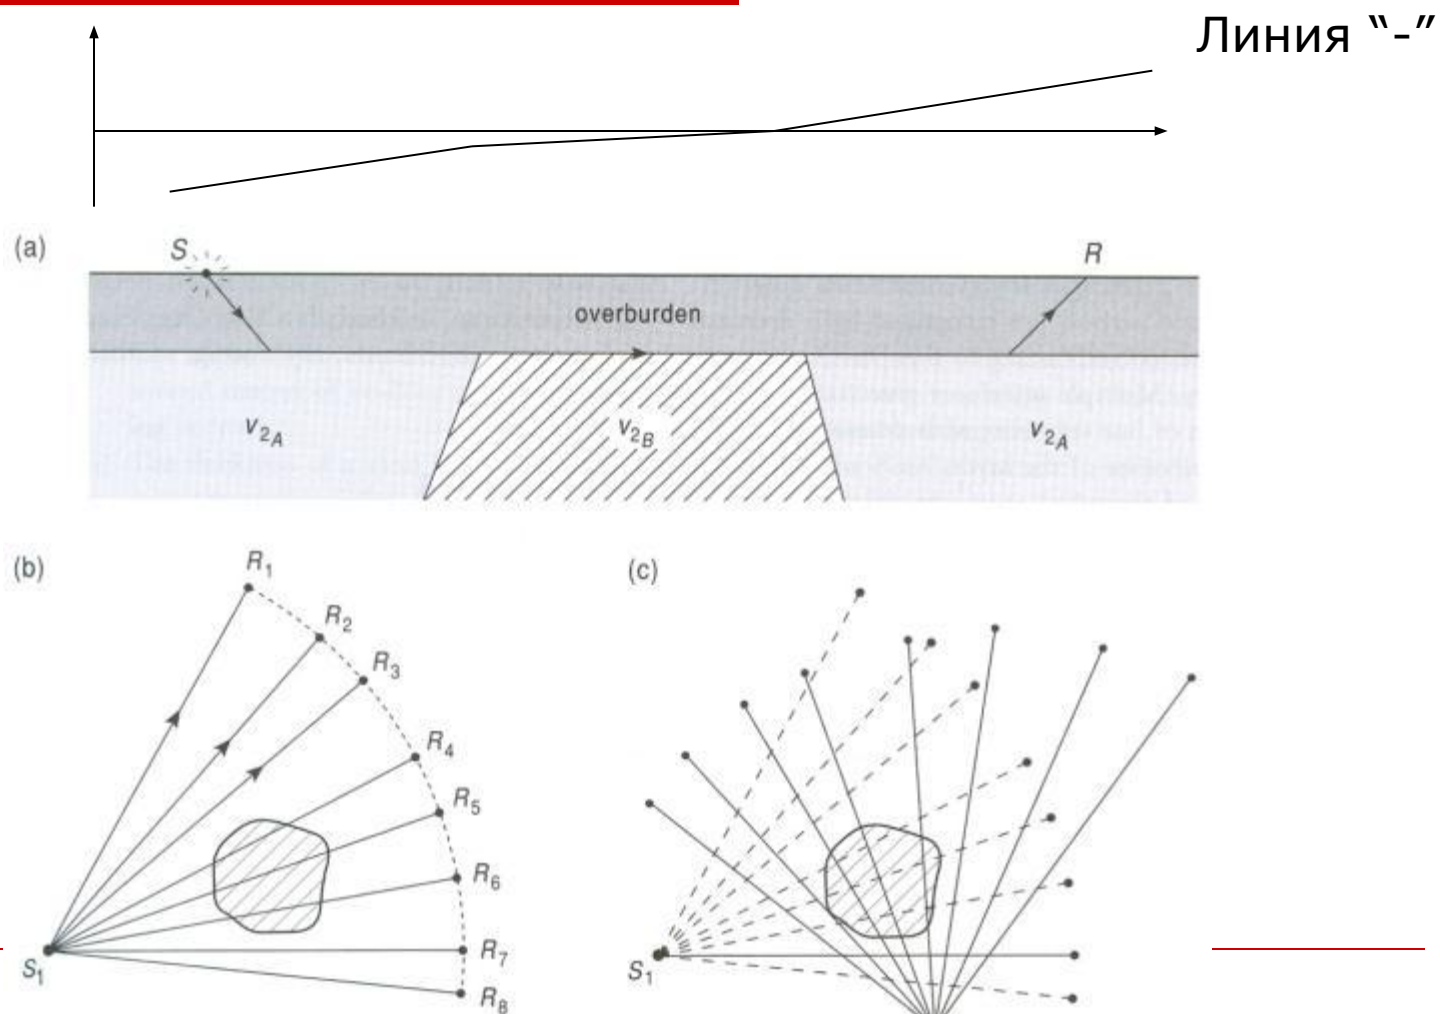 Линия “-”
(a)
S
R
overburden
v2A
v2B
v2A
(b)
R1
R2
R3
R4
R5
R6
R7
R8
S1
(c)
S1